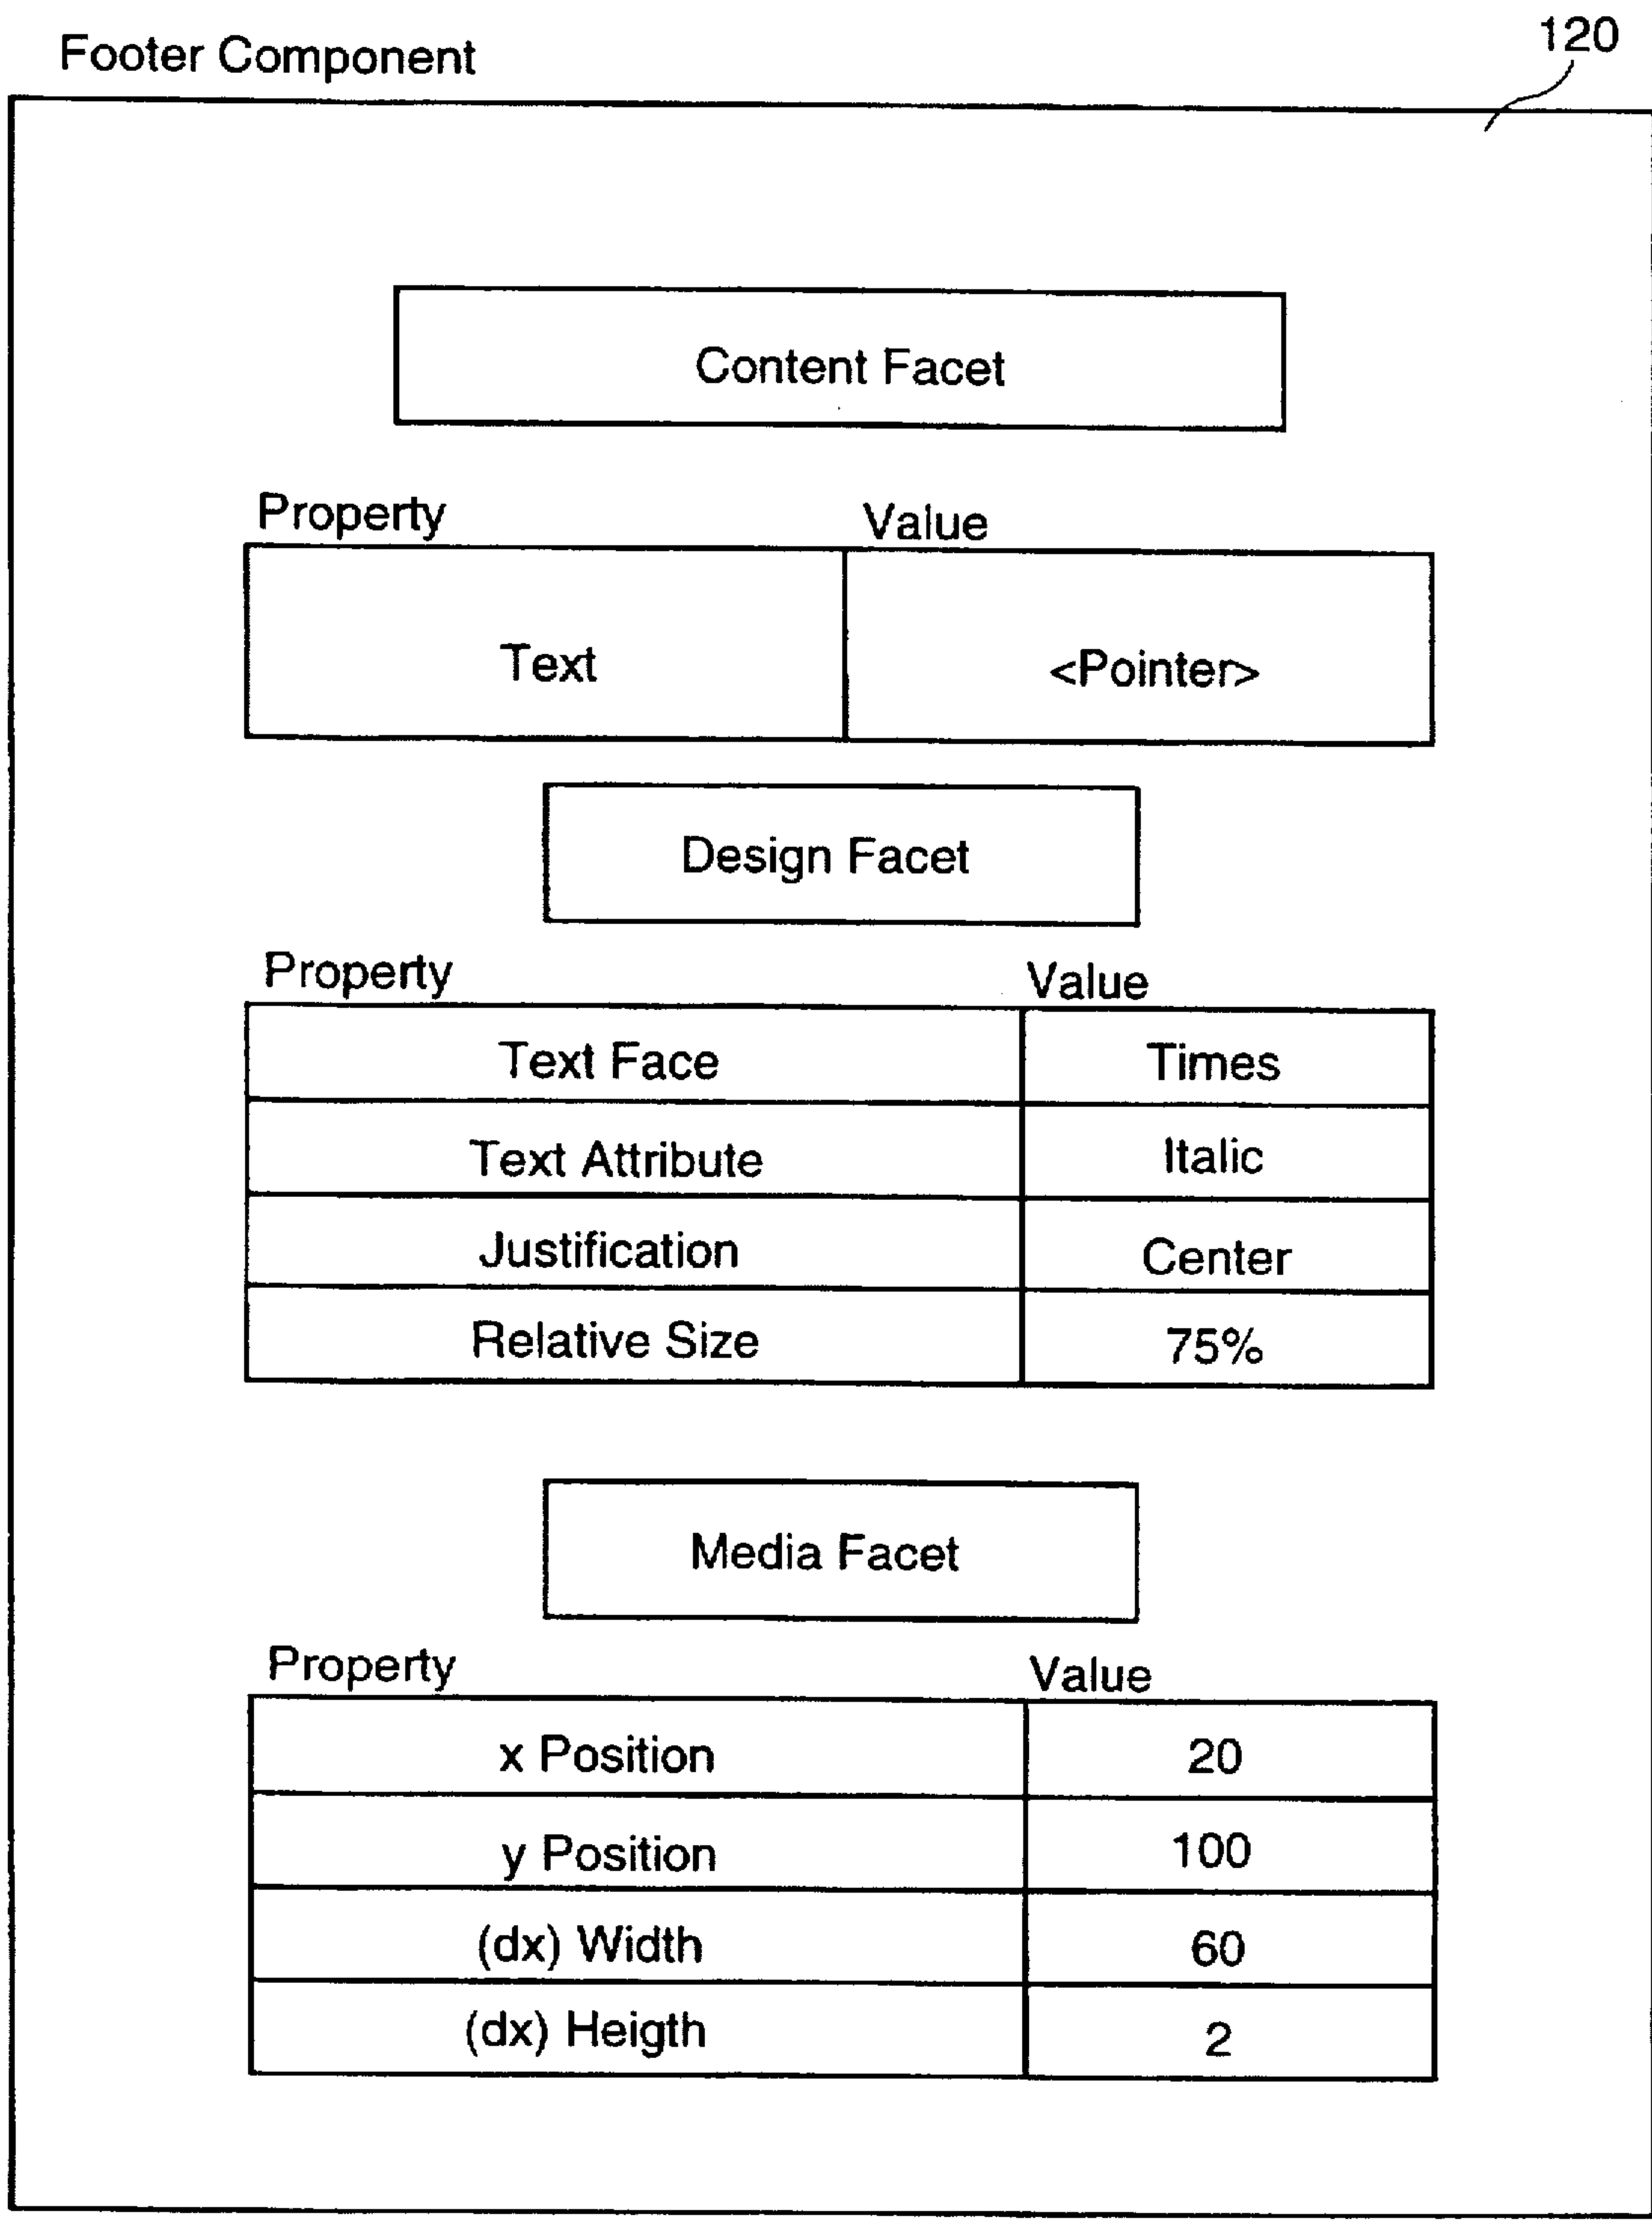 120
Footer Component
Content Facet
Property Value
Text <Pointer>
Design Facet
Property Value
Text Face Times
Text Attribute Italic
Justification Center
Relative Size 75%
Media Facet
Property Value
x Position 20
y Position 100
(dx) Width 60
(dx) Heigth 2